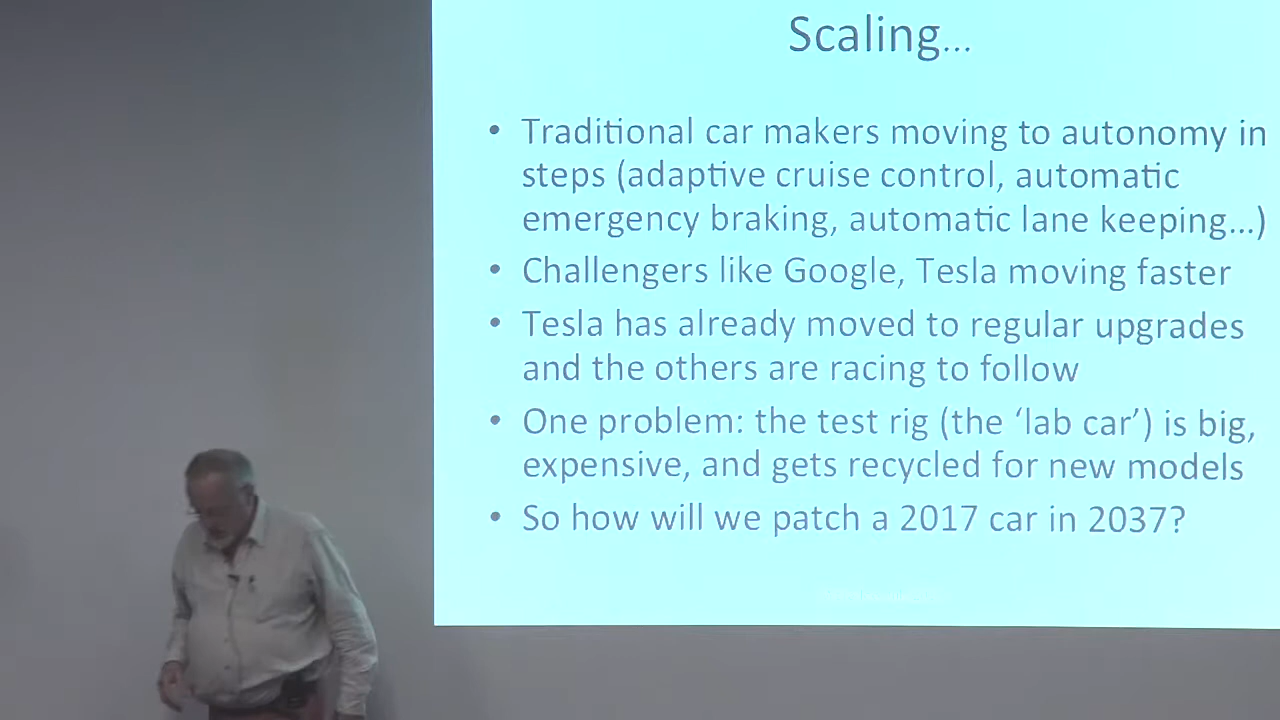 Scaling...
• Traditional car makers moving to autonomy in
steps (adaptive cruise control, automatic
emergency braking, automatic lane keeping...)
• Challengers like Google, Tesla moving faster
• Tesla has already moved to regular upgrades
and the others are racing to follow
• One problem: the test rig (the ‘lab car’) is big,
expensive, and gets recycled for new models
• So how will we patch a 2017 car in 2037?